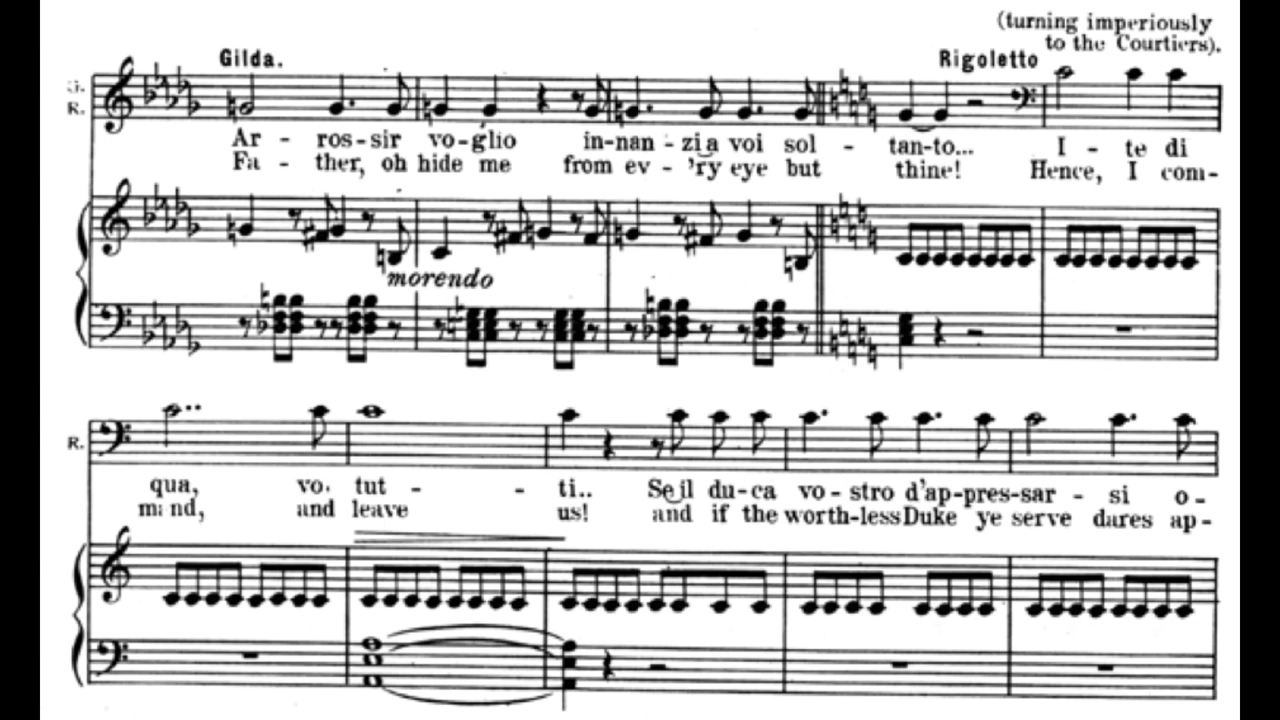 (turning imperiously
to the Courtiers).
Gilda. Rigoletto
G.
R.
Ar - ros-sir vo-glio in-nan-zi a voi sol - tan-to... I - te di
Fa - ther, oh hide me from ev-'ry eye but thine! Hence, I com-
morendo
R.
qua, vo. tut - - ti.. Se il du-ca vo-stro d'ap-pres-sar-si o-
mand, and leave us! and if the worth-less Duke ye serve dares ap-